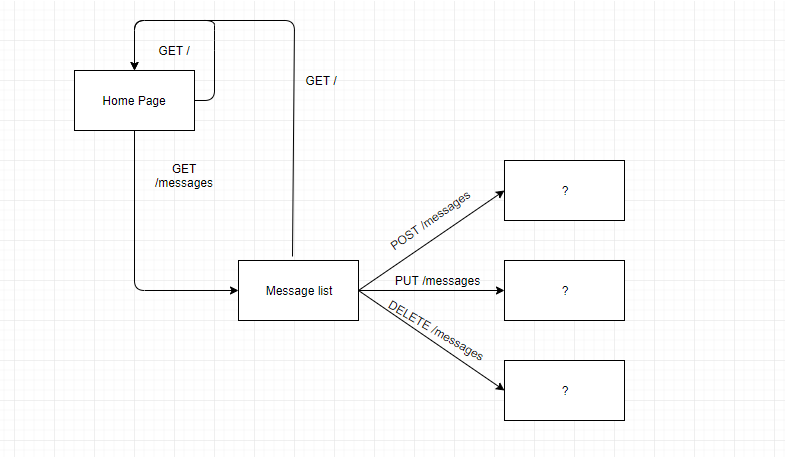 GET /
Home Page
GET /
GET
/messages
POST /messages
?
Message list
PUT /messages
?
DELETE /messages
?